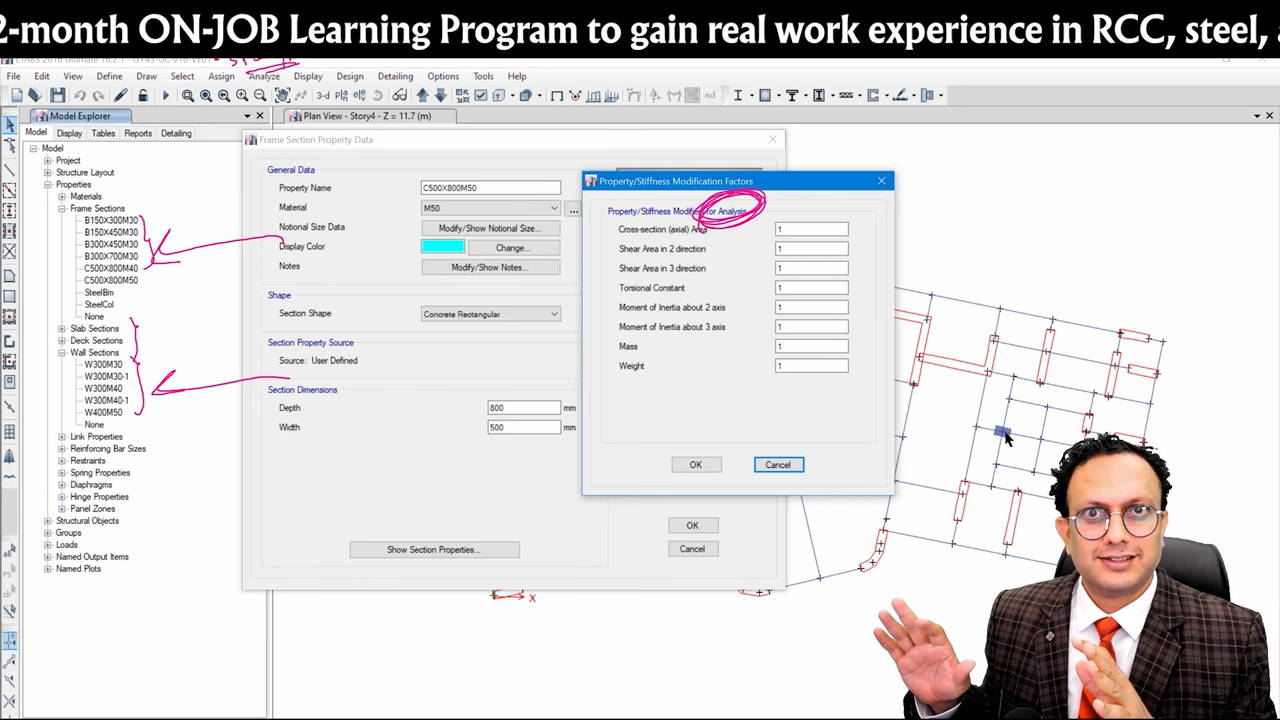 2-month ON-JOB Learning Program to gain real work experience in RCC, steel,
File Edit View Define Draw Select Assign Analyze Display Design Detailing Options Tools Help
3-d
nd
Model Explorer
Plan View - Story4 - Z = 11.7 (m)
Model Display Tables Reports Detailing
Model
Project
Structure Layout
Properties
Materials
Frame Sections
B150X300M30
B150X450M30
B300X450M30
B300X700M30
C500X800M40
C500X800M50
SteelBm
SteelCol
None
Slab Sections
Deck Sections
Wall Sections
W300M30
W300M30-1
W300M40
W300M40-1
W400M50
None
Link Properties
Reinforcing Bar Sizes
Restraints
Spring Properties
Diaphragms
Hinge Properties
Panel Zones
Structural Objects
Groups
Loads
Named Output Items
Named Plots
Frame Section Property Data
General Data
Property Name C500X800M50
Material M50 ...
Notional Size Data Modify/Show Notional Size...
Display Color Change...
Notes Modify/Show Notes...
Shape
Section Shape Concrete Rectangular
Section Property Source
Source: User Defined
Section Dimensions
Depth 800 mm
Width 500 mm
Show Section Properties...
OK
Cancel
Property/Stiffness Modification Factors
Property/Stiffness Modifiers for Analysis
Cross-section (axial) Area 1
Shear Area in 2 direction 1
Shear Area in 3 direction 1
Torsional Constant 1
Moment of Inertia about 2 axis 1
Moment of Inertia about 3 axis 1
Mass 1
Weight 1
OK Cancel
X